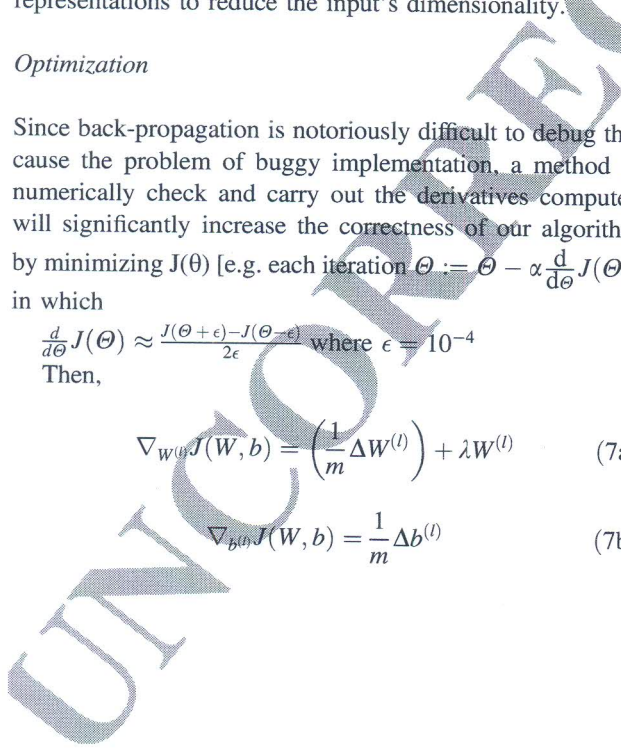 representations to reduce the input's dimensionality.
Optimization
Since back-propagation is notoriously difficult to debug th
cause the problem of buggy implementation, a method
numerically check and carry out the derivatives compute
will significantly increase the correctness of our algorith
by minimizing J(θ) [e.g. each iteration Θ := Θ − α d/dΘ J(Θ
in which
d/dΘ J(Θ) ≈ J(Θ+ϵ)−J(Θ−ϵ)/2ϵ where ϵ = 10⁻⁴
Then,
∇_{W^{(l)}} J(W, b) = (1/m ΔW^{(l)}) + λW^{(l)} (7a
∇_{b^{(l)}} J(W, b) = 1/m Δb^{(l)} (7b
UNCORREC